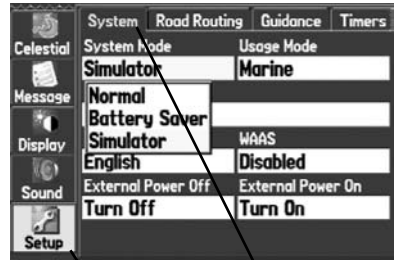 System Road Routing Guidance Timers
Celestial
System Mode Usage Mode
Simulator Marine
Message
Normal
Battery Saver
Simulator
Display
WAAS
English Disabled
Sound
External Power Off External Power On
Turn Off Turn On
Setup